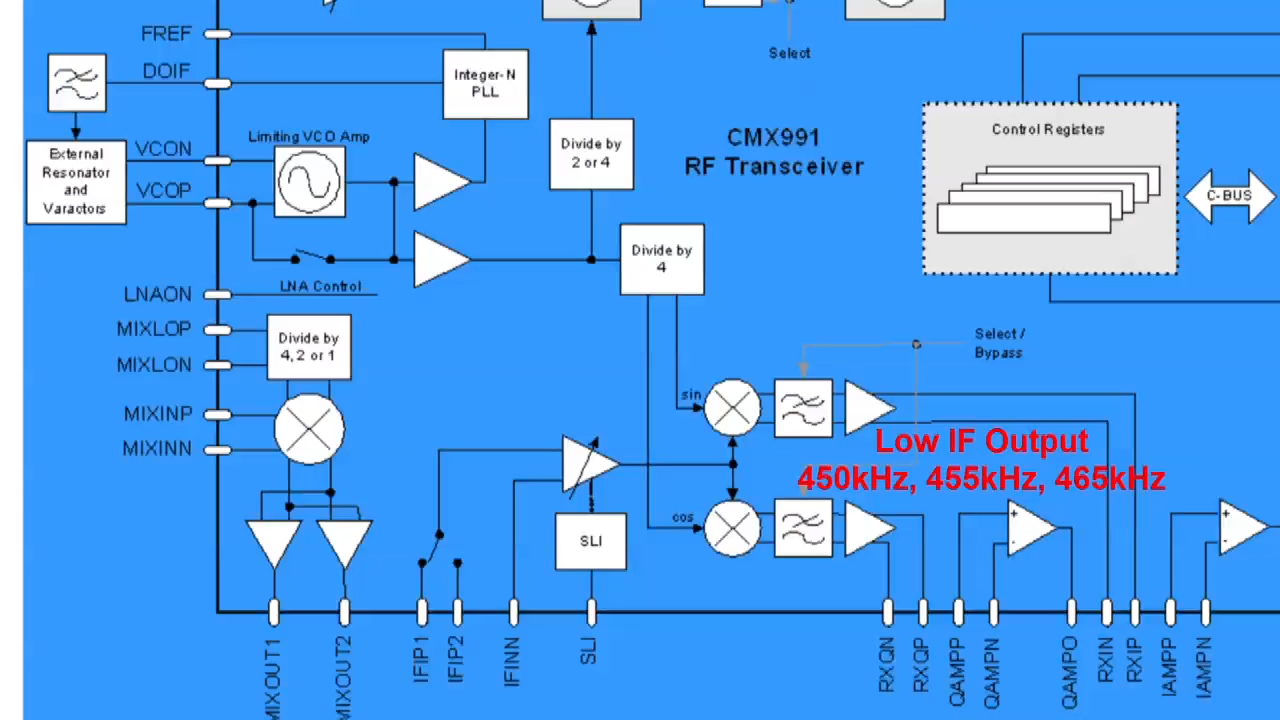 FREF
DOIF
Integer-N
PLL
Select
External
Resonator
and
Varactors
VCON
VCOP
Limiting VCO Amp
Divide by
2 or 4
CMX991
RF Transceiver
Control Registers
C-BUS
Divide by
4
LNAON
LNA Control
MIXLOP
MIXLON
Divide by
4, 2 or 1
MIXINP
MIXINN
Select /
Bypass
sin
cos
Low IF Output
450kHz, 455kHz, 465kHz
SLI
+
-
+
-
MIXOUT1
MIXOUT2
IFIP1
IFIP2
IFINN
SLI
RXQN
RXQP
QAMPP
QAMPN
QAMPO
RXIN
RXIP
IAMPP
IAMPN